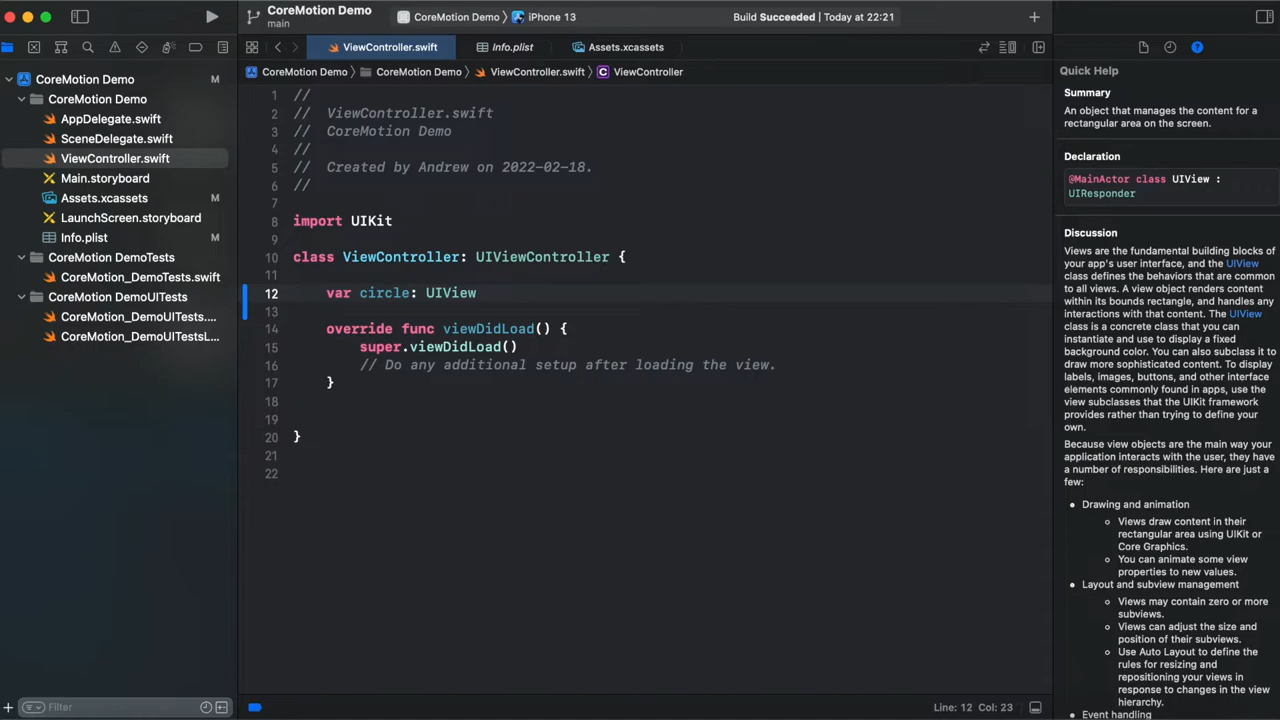 CoreMotion Demo
main
CoreMotion Demo 〉 iPhone 13
Build Succeeded | Today at 22:21
ViewController.swift
Info.plist
Assets.xcassets
CoreMotion Demo 〉 CoreMotion Demo 〉 ViewController.swift 〉 C ViewController
CoreMotion Demo M
CoreMotion Demo
AppDelegate.swift
SceneDelegate.swift
ViewController.swift
Main.storyboard
Assets.xcassets M
LaunchScreen.storyboard
Info.plist M
CoreMotion DemoTests
CoreMotion_DemoTests.swift
CoreMotion DemoUITests
CoreMotion_DemoUITests....
CoreMotion_DemoUITestsL...
Filter
1 //
2 //  ViewController.swift
3 //  CoreMotion Demo
4 //
5 //  Created by Andrew on 2022-02-18.
6 //
7
8 import UIKit
9
10 class ViewController: UIViewController {
11
12     var circle: UIView
13
14     override func viewDidLoad() {
15         super.viewDidLoad()
16         // Do any additional setup after loading the view.
17     }
18
19
20 }
21
22
Line: 12 Col: 23
Quick Help
Summary
An object that manages the content for a
rectangular area on the screen.
Declaration
@MainActor class UIView :
UIResponder
Discussion
Views are the fundamental building blocks of
your app's user interface, and the UIView
class defines the behaviors that are common
to all views. A view object renders content
within its bounds rectangle, and handles any
interactions with that content. The UIView
class is a concrete class that you can
instantiate and use to display a fixed
background color. You can also subclass it to
draw more sophisticated content. To display
labels, images, buttons, and other interface
elements commonly found in apps, use the
view subclasses that the UIKit framework
provides rather than trying to define your
own.
Because view objects are the main way your
application interacts with the user, they have
a number of responsibilities. Here are just a
few:
• Drawing and animation
◦ Views draw content in their
rectangular area using UIKit or
Core Graphics.
◦ You can animate some view
properties to new values.
• Layout and subview management
◦ Views may contain zero or more
subviews.
◦ Views can adjust the size and
position of their subviews.
◦ Use Auto Layout to define the
rules for resizing and
repositioning your views in
response to changes in the view
hierarchy.
• Event handling